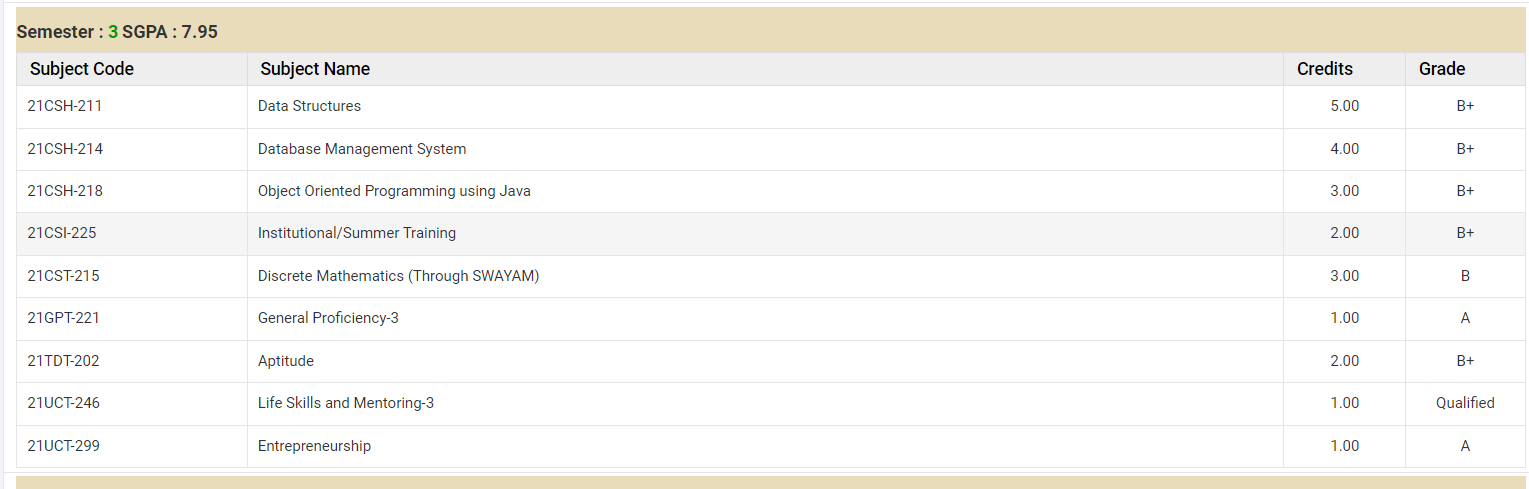 Semester : 3 SGPA : 7.95
Subject Code Subject Name Credits Grade
21CSH-211 Data Structures 5.00 B+
21CSH-214 Database Management System 4.00 B+
21CSH-218 Object Oriented Programming using Java 3.00 B+
21CSI-225 Institutional/Summer Training 2.00 B+
21CST-215 Discrete Mathematics (Through SWAYAM) 3.00 B
21GPT-221 General Proficiency-3 1.00 A
21TDT-202 Aptitude 2.00 B+
21UCT-246 Life Skills and Mentoring-3 1.00 Qualified
21UCT-299 Entrepreneurship 1.00 A